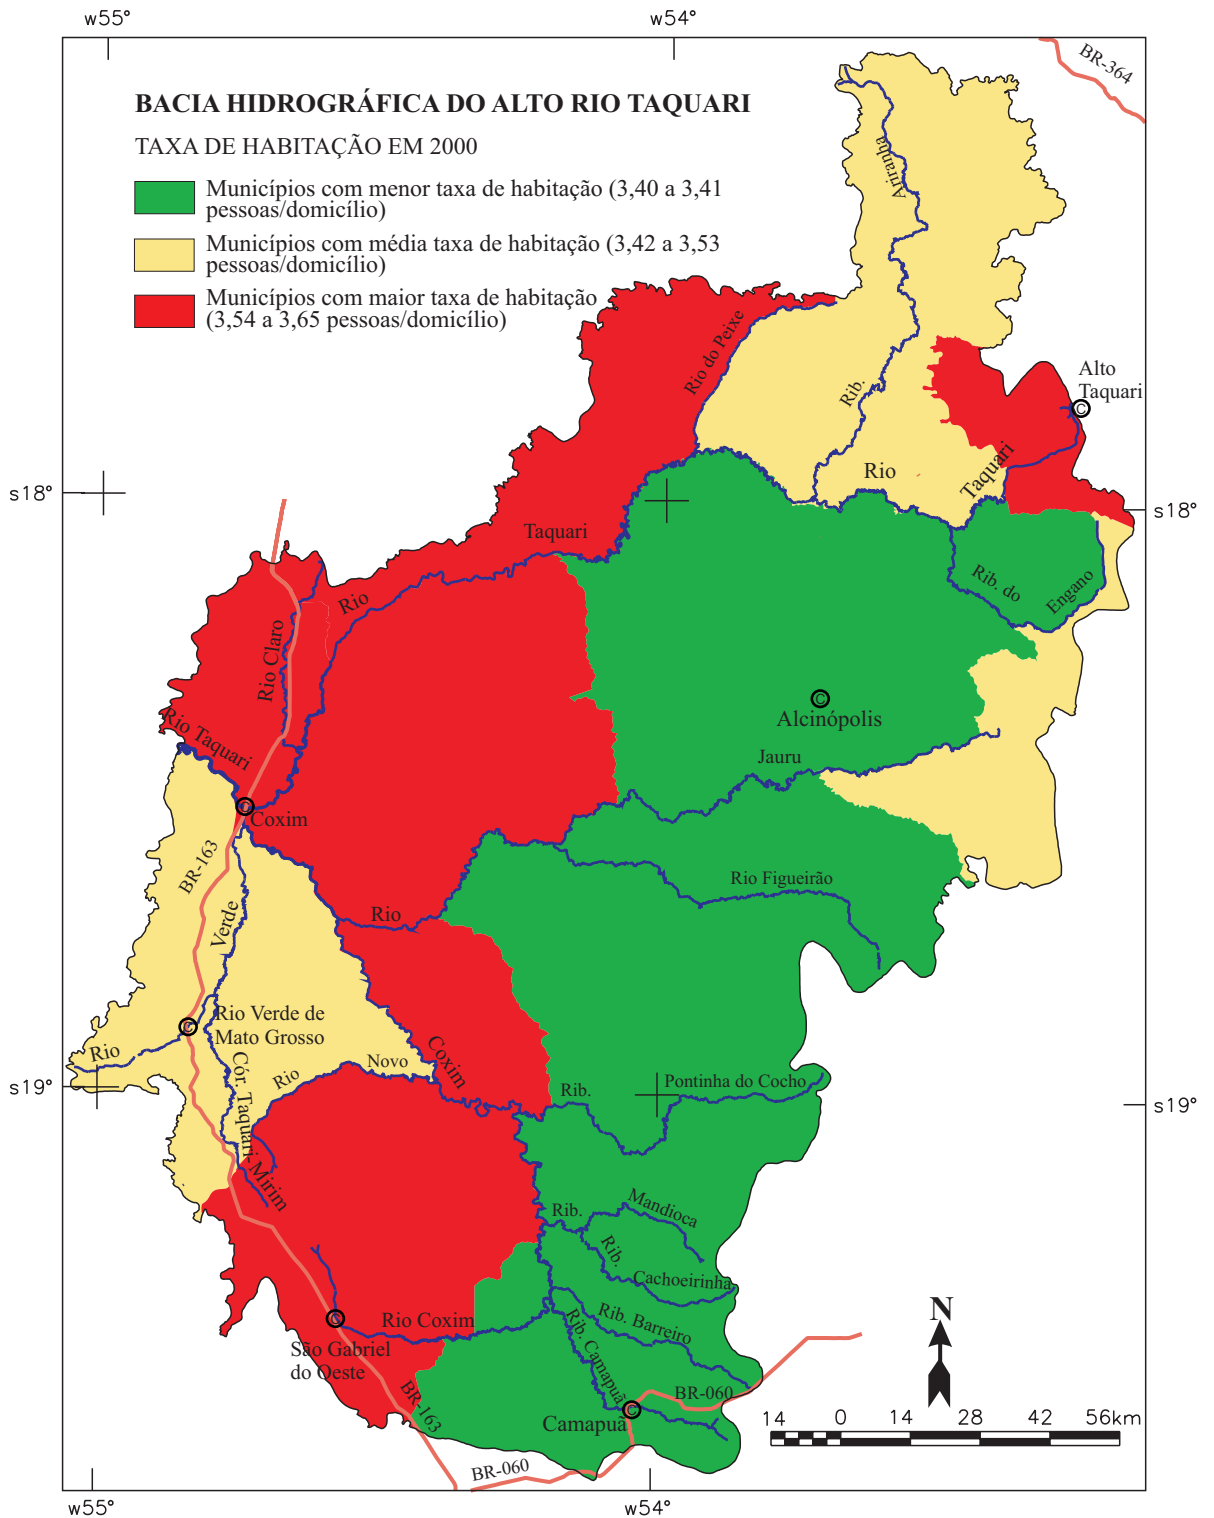 w55°
w54°
BR-364
BACIA HIDROGRÁFICA DO ALTO RIO TAQUARI
TAXA DE HABITAÇÃO EM 2000
Municípios com menor taxa de habitação (3,40 a 3,41
pessoas/domicílio)
Municípios com média taxa de habitação (3,42 a 3,53
pessoas/domicílio)
Municípios com maior taxa de habitação
(3,54 a 3,65 pessoas/domicílio)
Ariranha
Rio do Peixe
Rib.
Alto
Taquari
C
Rio
Taquari
s18°
s18°
Taquari
Rib. do
Engano
Rio
Rio Claro
Rio Taquari
C
Alcinópolis
Jauru
C
Coxim
BR-163
Rio Figueirão
Verde
Rio
C
Rio Verde de
Mato Grosso
Rio
Cór. Taquari-Mirim
Rio
Novo
Coxim
Rib.
Pontinha do Cocho
s19°
s19°
Rib.
Mandioca
Rib.
Cachoeirinha
C
Rio Coxim
São Gabriel
do Oeste
Rib. Barreiro
Rib. Camapuã
BR-163
BR-060
C
Camapuã
BR-060
N
14 0 14 28 42 56km
w55°
w54°